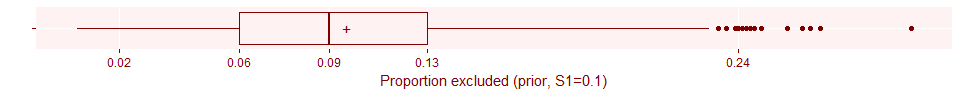 0.02 0.06 0.09 0.13 0.24
Proportion excluded (prior, S1=0.1)